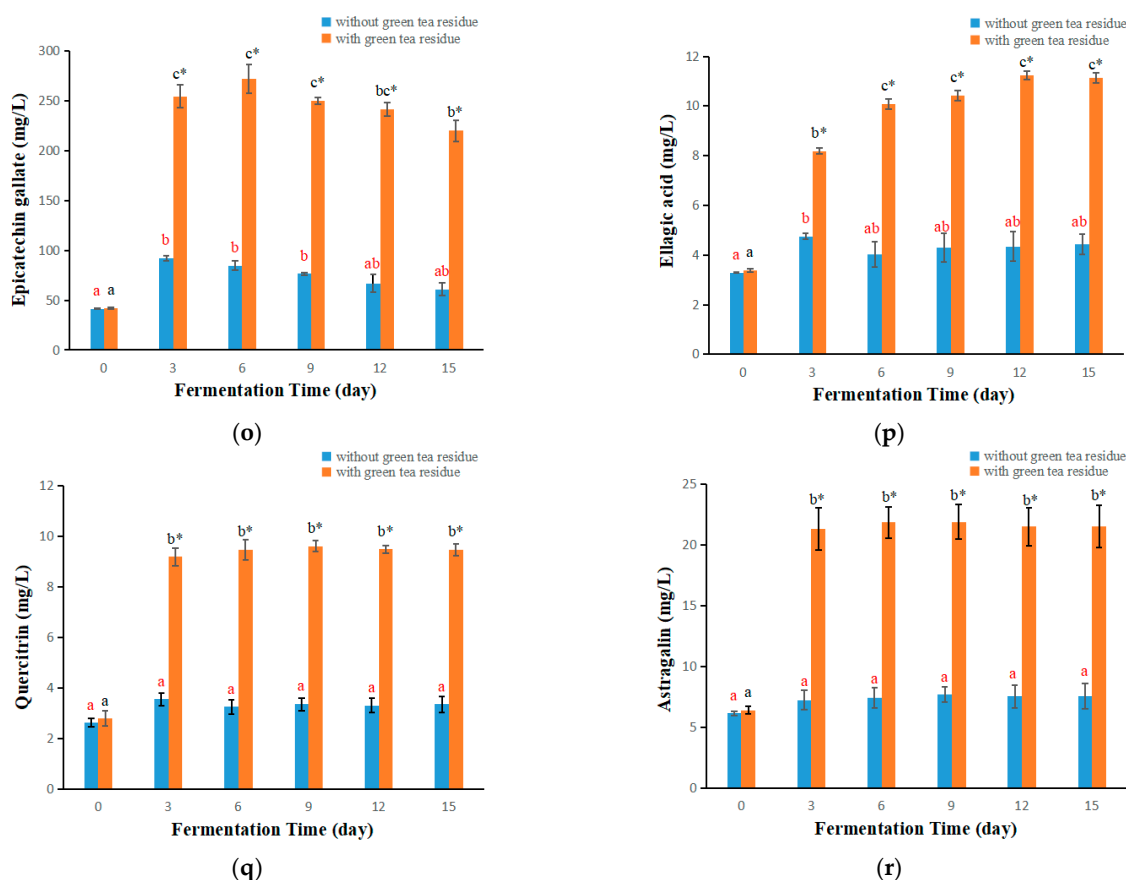 without green tea residue
with green tea residue
Epicatechin gallate (mg/L)
300
250
200
150
100
50
0
a a
b c*
b c*
b c*
ab bc*
ab b*
0 3 6 9 12 15
Fermentation Time (day)
(o)
without green tea residue
with green tea residue
Ellagic acid (mg/L)
12
10
8
6
4
2
0
a a
b b*
ab c*
ab c*
ab c*
ab c*
0 3 6 9 12 15
Fermentation Time (day)
(p)
without green tea residue
with green tea residue
Quercitrin (mg/L)
12
10
8
6
4
2
0
a a
a b*
a b*
a b*
a b*
a b*
0 3 6 9 12 15
Fermentation Time (day)
(q)
without green tea residue
with green tea residue
Astragalin (mg/L)
25
20
15
10
5
0
a a
a b*
a b*
a b*
a b*
a b*
0 3 6 9 12 15
Fermentation Time (day)
(r)